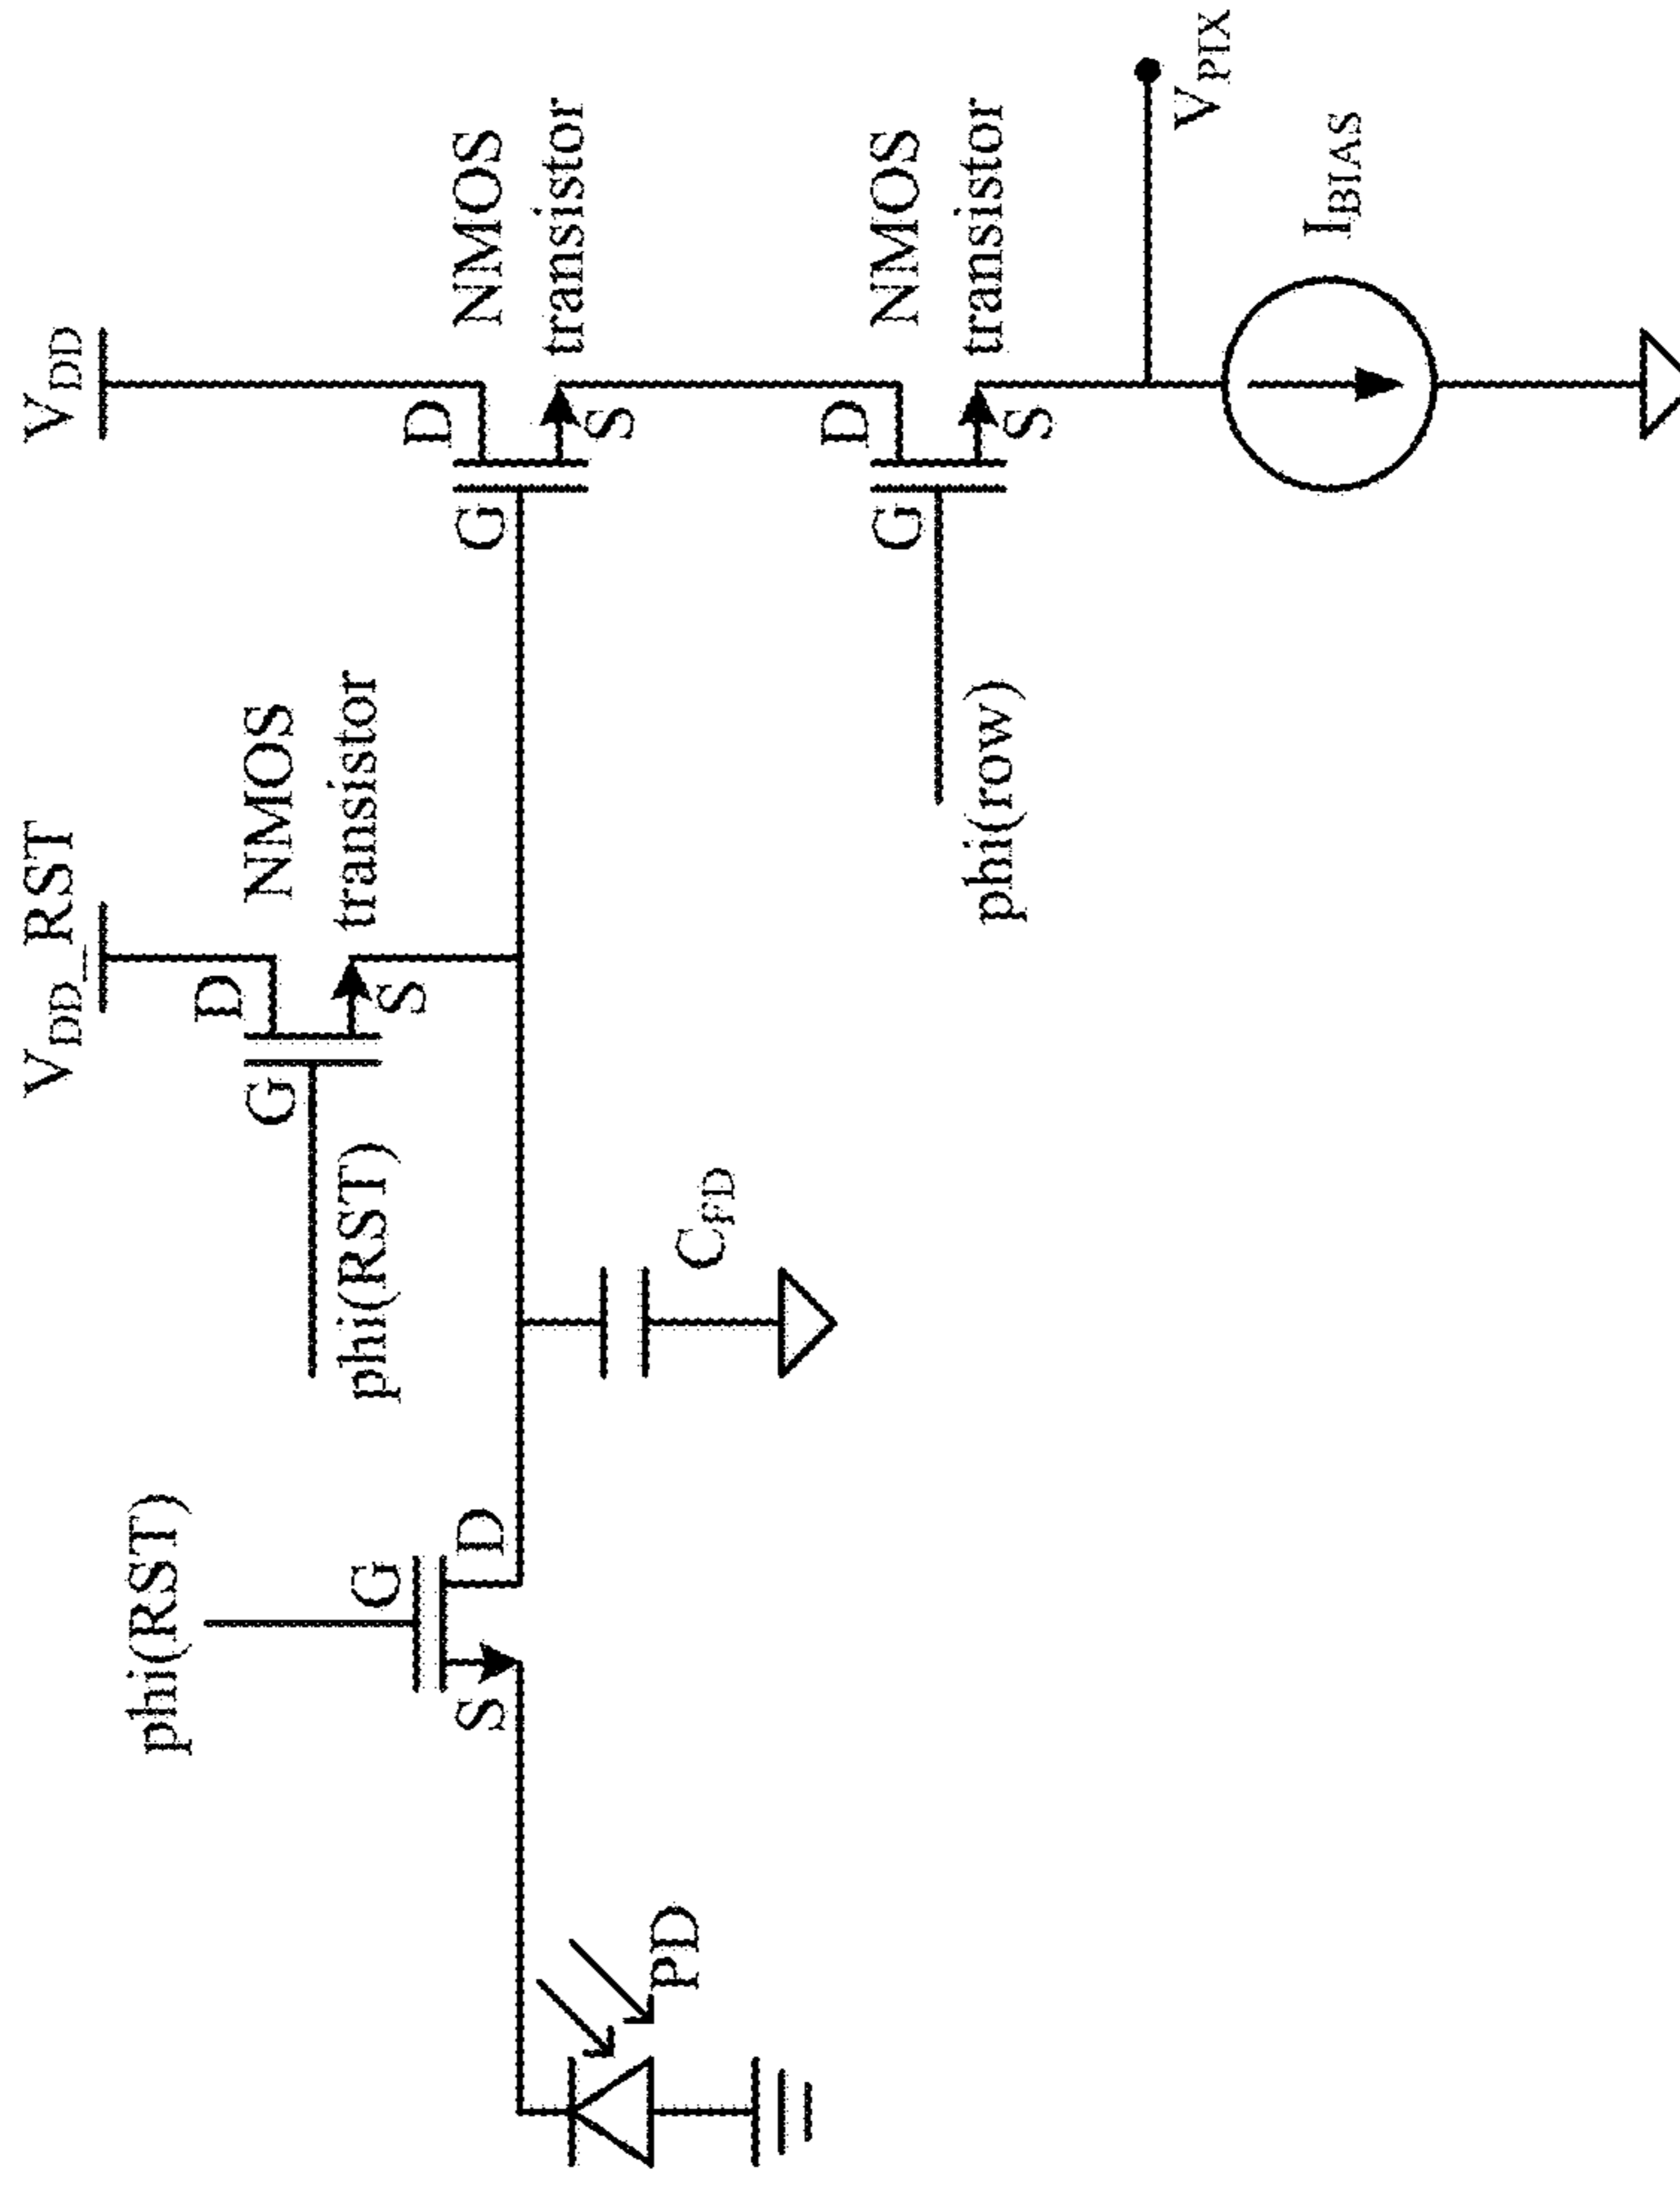 V_DD_RST
V_DD
phi(RST)
D
G
NMOS
transistor
S
phi(RST)
G
S
D
D
G
NMOS
transistor
S
PD
C_FD
D
G
NMOS
transistor
S
phi(row)
V_PIX
I_BIAS